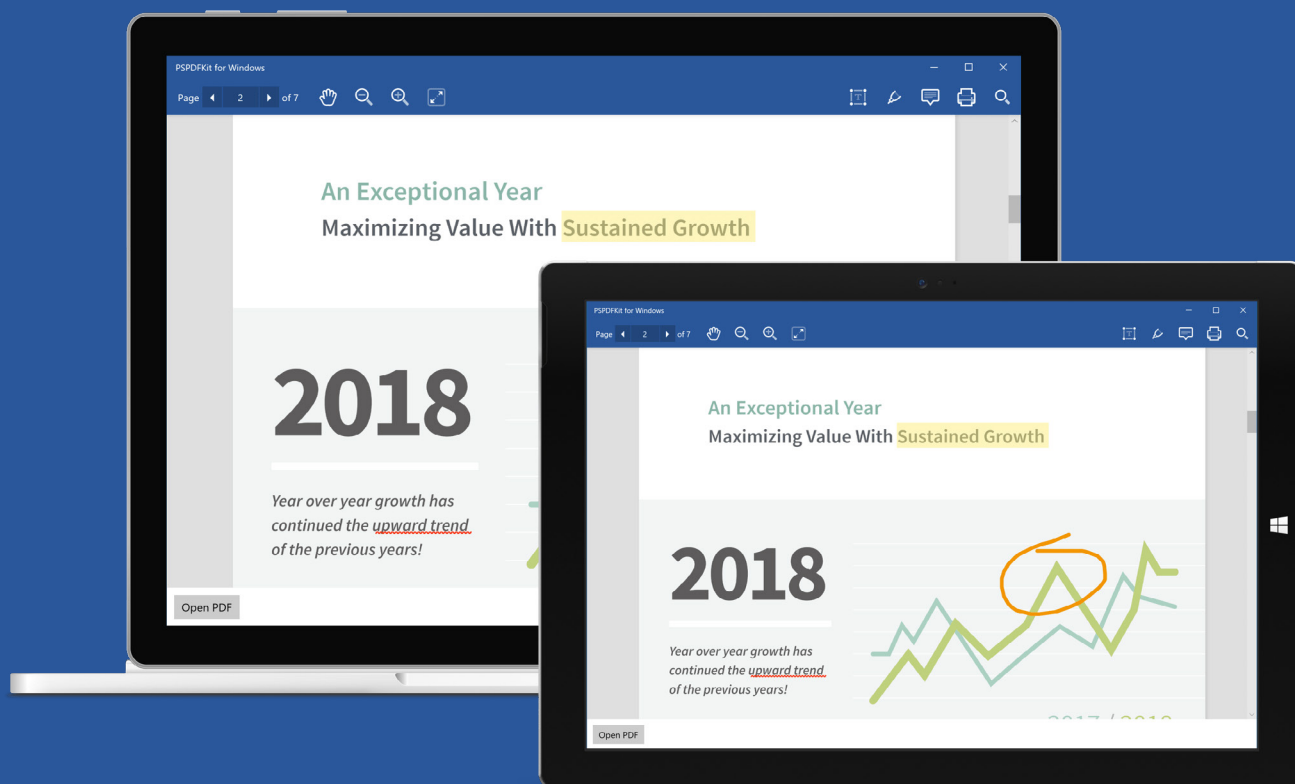 PSPDFKit for Windows
Page 2 of 7
An Exceptional Year
Maximizing Value With Sustained Growth
2018
Year over year growth has
continued the upward trend
of the previous years!
Open PDF
PSPDFKit for Windows
Page 2 of 7
An Exceptional Year
Maximizing Value With Sustained Growth
2018
Year over year growth has
continued the upward trend
of the previous years!
2017 / 2018
Open PDF